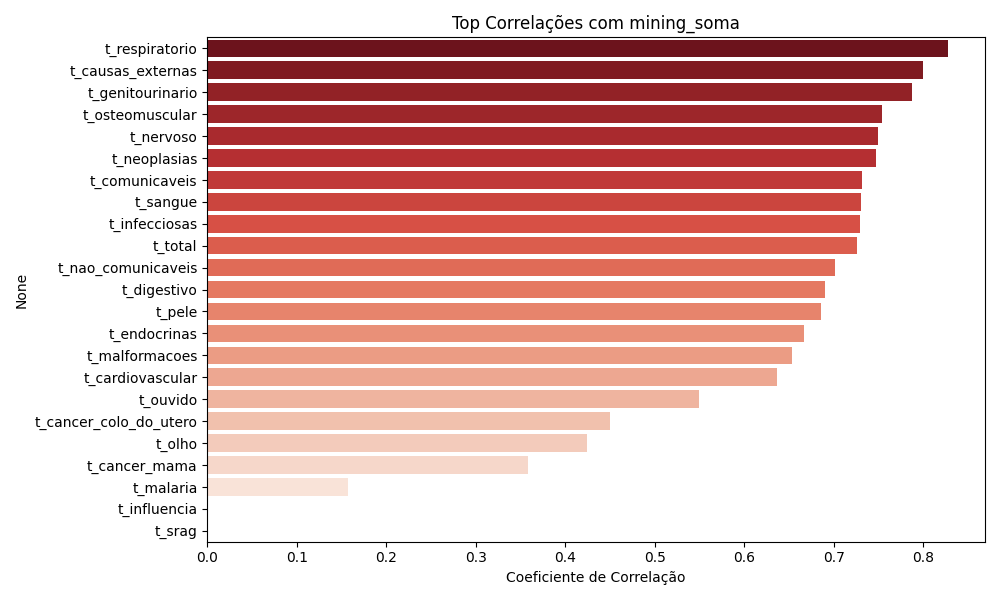 Top Correlações com mining_soma
t_respiratorio
t_causas_externas
t_genitourinario
t_osteomuscular
t_nervoso
t_neoplasias
t_comunicaveis
t_sangue
t_infecciosas
t_total
t_nao_comunicaveis
t_digestivo
t_pele
t_endocrinas
t_malformacoes
t_cardiovascular
t_ouvido
t_cancer_colo_do_utero
t_olho
t_cancer_mama
t_malaria
t_influencia
t_srag
None
0.0 0.1 0.2 0.3 0.4 0.5 0.6 0.7 0.8
Coeficiente de Correlação